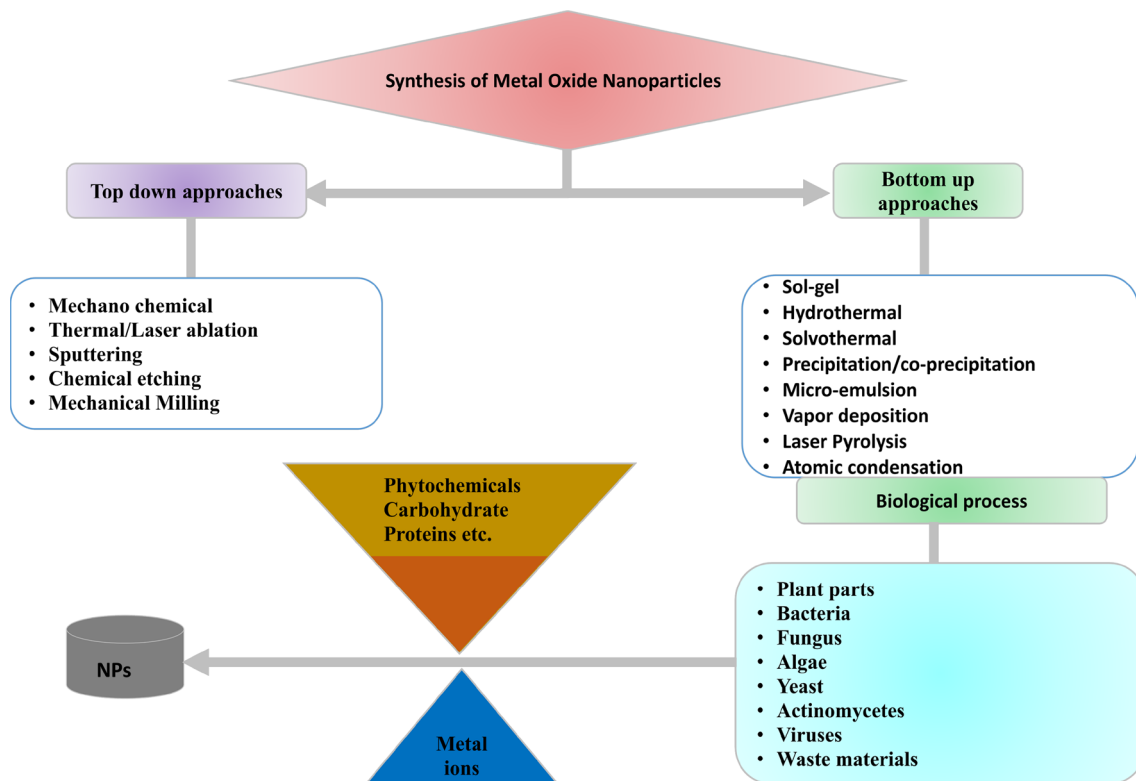 Synthesis of Metal Oxide Nanoparticles
Top down approaches
Bottom up
approaches
• Mechano chemical
• Thermal/Laser ablation
• Sputtering
• Chemical etching
• Mechanical Milling
• Sol-gel
• Hydrothermal
• Solvothermal
• Precipitation/co-precipitation
• Micro-emulsion
• Vapor deposition
• Laser Pyrolysis
• Atomic condensation
Biological process
Phytochemicals
Carbohydrate
Proteins etc.
• Plant parts
• Bacteria
• Fungus
• Algae
• Yeast
• Actinomycetes
• Viruses
• Waste materials
NPs
Metal
ions